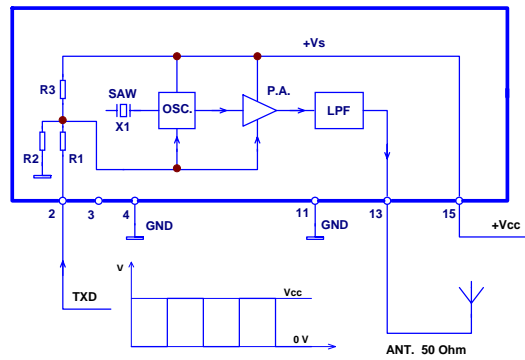 +Vs
P.A.
R3
SAW
OSC.
LPF
X1
R2
R1
2
3
4
11
13
15
GND
GND
+Vcc
V
TXD
Vcc
0 V
ANT. 50 Ohm